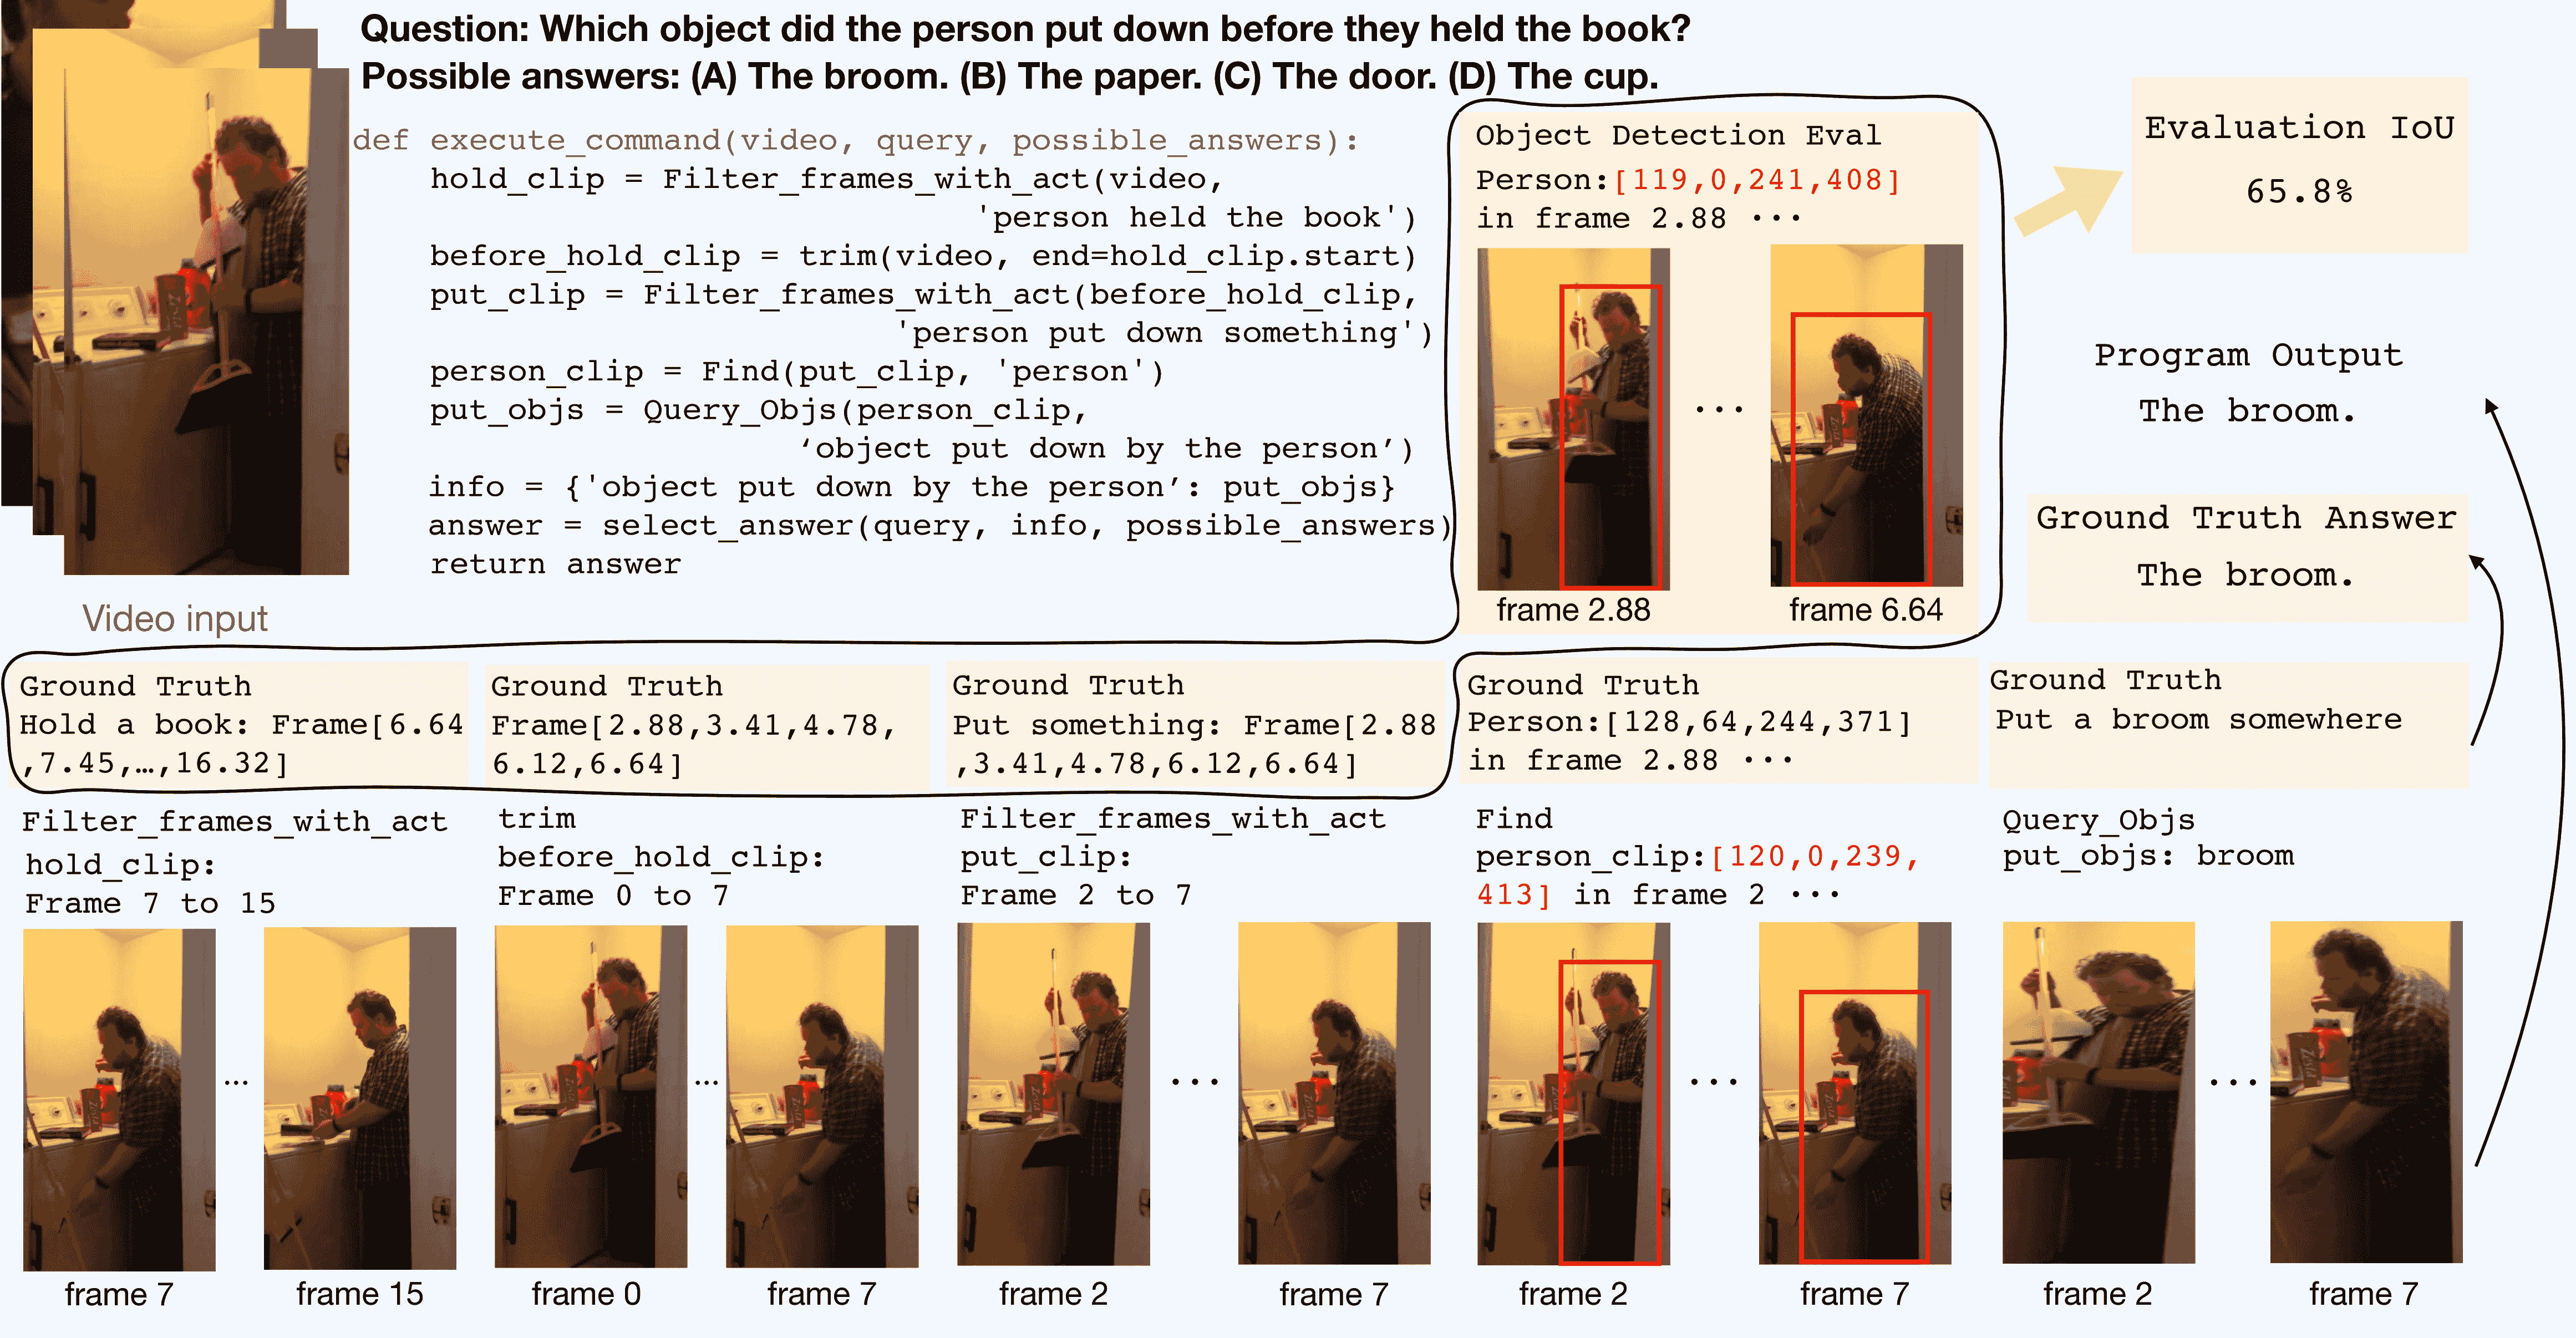 Question: Which object did the person put down before they held the book?
Possible answers: (A) The broom. (B) The paper. (C) The door. (D) The cup.
def execute_command(video, query, possible_answers):
hold_clip = Filter_frames_with_act(video,
'person held the book')
before_hold_clip = trim(video, end=hold_clip.start)
put_clip = Filter_frames_with_act(before_hold_clip,
'person put down something')
person_clip = Find(put_clip, 'person')
put_objs = Query_Objs(person_clip,
‘object put down by the person’)
info = {'object put down by the person’: put_objs}
answer = select_answer(query, info, possible_answers)
return answer
Video input
Object Detection Eval
Person:[119,0,241,408]
in frame 2.88 ···
···
frame 2.88
frame 6.64
Evaluation IoU
65.8%
Program Output
The broom.
Ground Truth Answer
The broom.
Ground Truth
Hold a book: Frame[6.64
,7.45,…,16.32]
Ground Truth
Frame[2.88,3.41,4.78,
6.12,6.64]
Ground Truth
Put something: Frame[2.88
,3.41,4.78,6.12,6.64]
Ground Truth
Person:[128,64,244,371]
in frame 2.88 ···
Ground Truth
Put a broom somewhere
Filter_frames_with_act
hold_clip:
Frame 7 to 15
...
frame 7
frame 15
trim
before_hold_clip:
Frame 0 to 7
...
frame 0
frame 7
Filter_frames_with_act
put_clip:
Frame 2 to 7
···
frame 2
frame 7
Find
person_clip:[120,0,239,
413] in frame 2 ···
···
frame 2
frame 7
Query_Objs
put_objs: broom
···
frame 2
frame 7